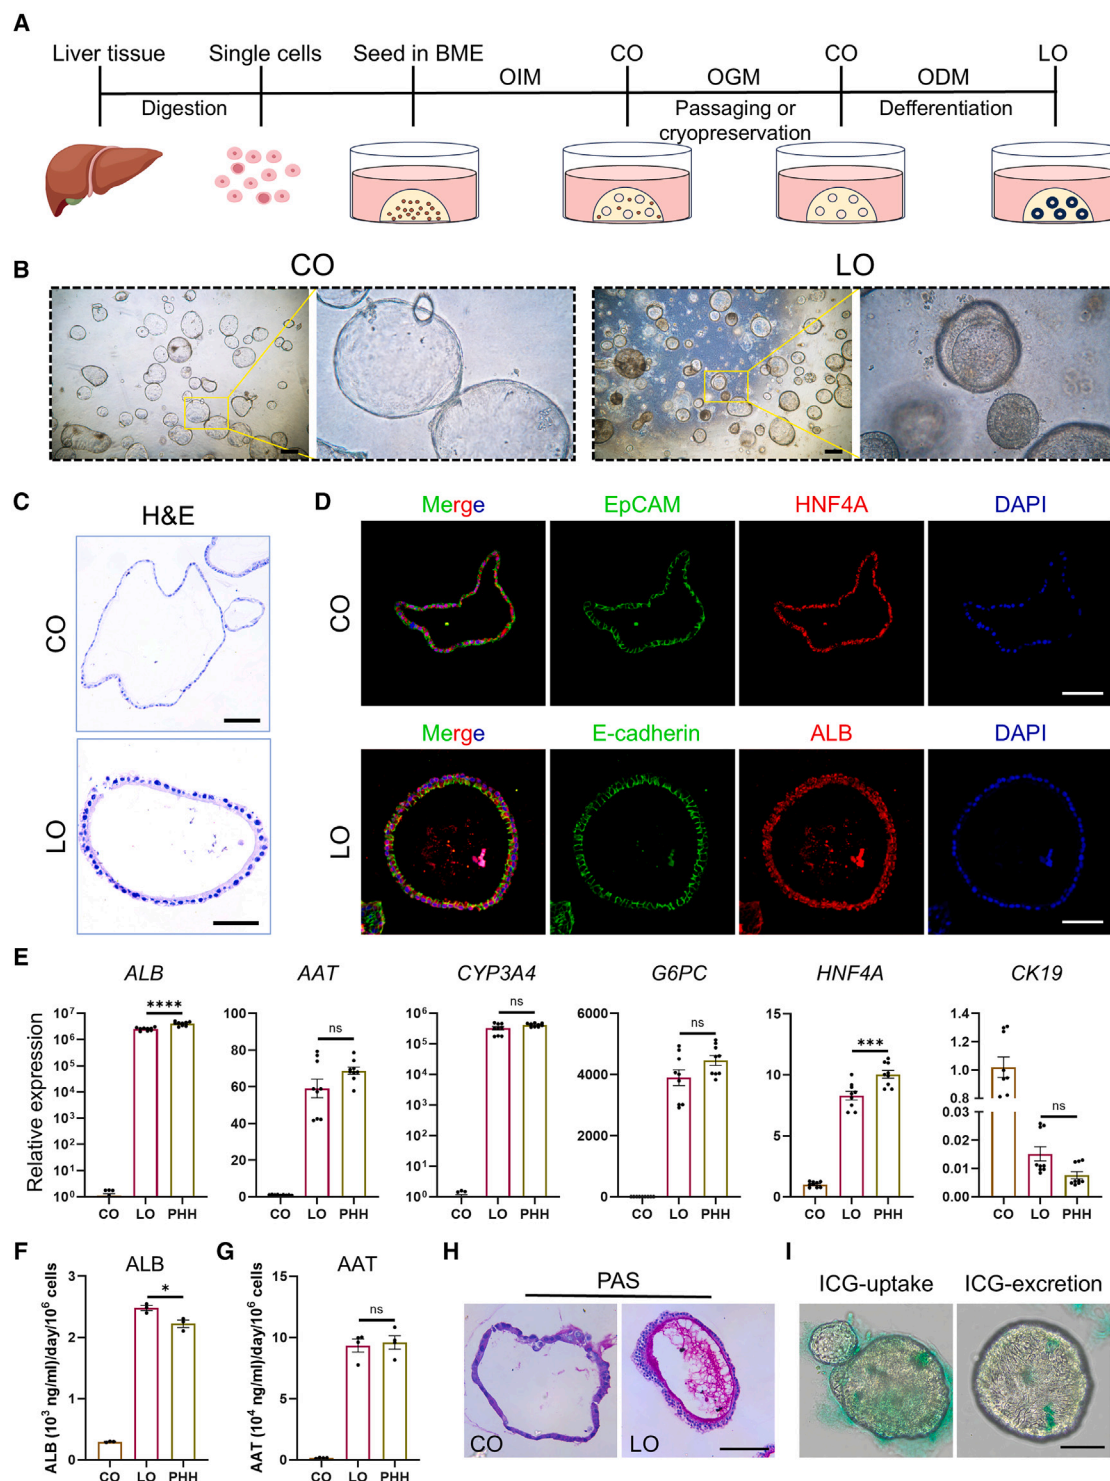 A
Liver tissue
Single cells
Seed in BME
CO
CO
LO
OIM
OGM
ODM
Digestion
Passaging or
cryopreservation
Defferentiation
B
CO
LO
C
H&E
CO
LO
D
Merge
EpCAM
HNF4A
DAPI
CO
Merge
E-cadherin
ALB
DAPI
LO
E
Relative expression
ALB
10⁷
10⁶
10⁵
10⁴
10³
10²
10¹
10⁰
****
CO LO PHH
AAT
100
80
60
40
20
0
ns
CO LO PHH
CYP3A4
10⁶
10⁵
10⁴
10³
10²
10¹
10⁰
ns
CO LO PHH
G6PC
6000
4000
2000
0
ns
CO LO PHH
HNF4A
15
10
5
0
***
CO LO PHH
CK19
1.4
1.2
1.0
0.8
0.03
0.02
0.01
0.00
ns
CO LO PHH
F
ALB
ALB (10³ ng/ml)/day/10⁶ cells
3
2
1
0
*
CO LO PHH
G
AAT
AAT (10⁴ ng/ml)/day/10⁶ cells
15
10
5
0
ns
CO LO PHH
H
PAS
CO
LO
I
ICG-uptake
ICG-excretion